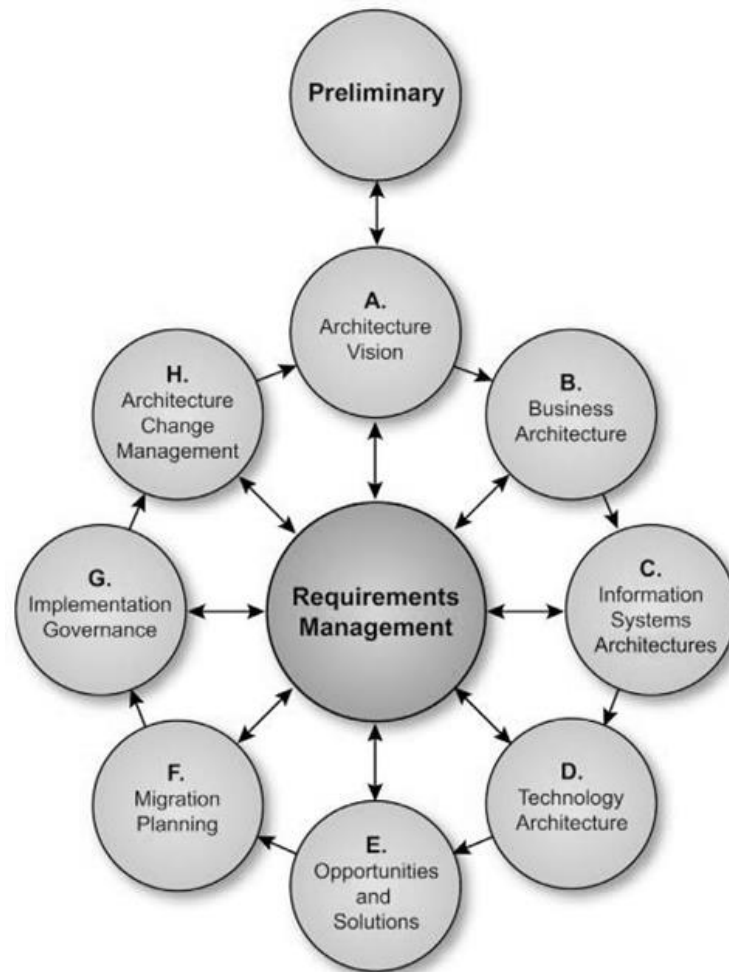 Preliminary
A.
Architecture
Vision
B.
Business
Architecture
C.
Information
Systems
Architectures
D.
Technology
Architecture
E.
Opportunities
and
Solutions
F.
Migration
Planning
G.
Implementation
Governance
H.
Architecture
Change
Management
Requirements
Management